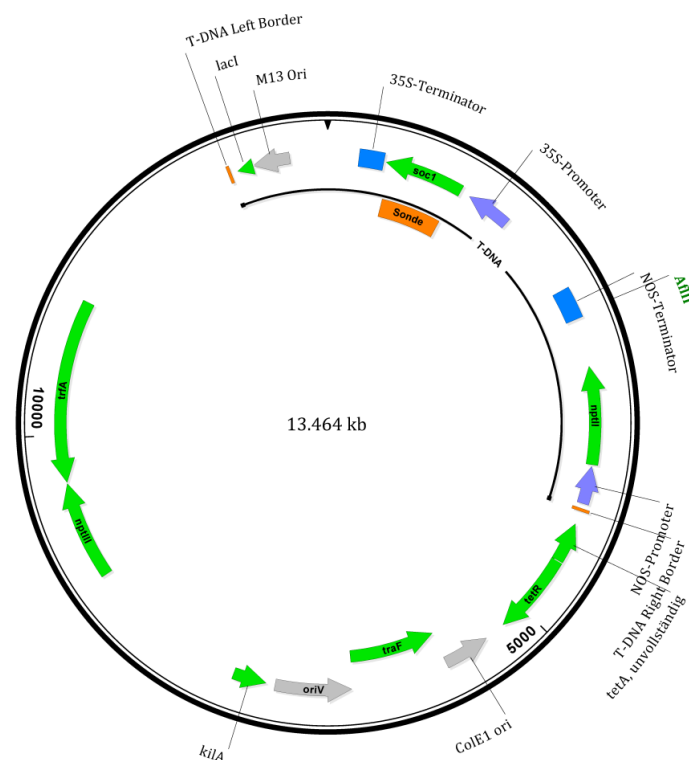 T-DNA Left Border
lacI
M13 Ori
35S-Terminator
soc1
35S-Promoter
Sonde
T-DNA
AflII
NOS-Terminator
trfA
10000
13.464 kb
nptII
nptIII
NOS-Promoter
T-DNA Right Border
tetA, unvollständig
tetR
5000
traF
ColE1 ori
oriV
kilA